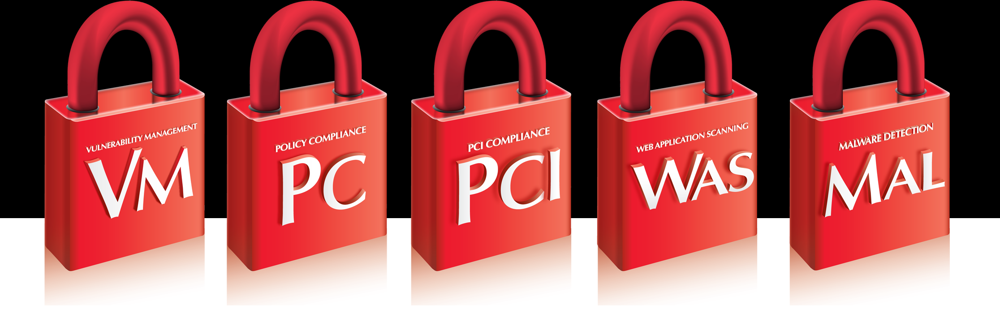 VULNERABILITY MANAGEMENT
VM
POLICY COMPLIANCE
PC
PCI COMPLIANCE
PCI
WEB APPLICATION SCANNING
WAS
MALWARE DETECTION
MAL